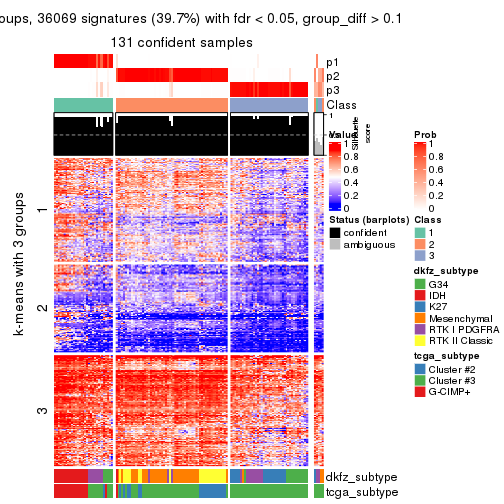 oups, 36069 signatures (39.7%) with fdr < 0.05, group_diff > 0.1
131 confident samples
p1
p2
p3
Class
1
Silhouette
score
Value
1
0.8
0.6
0.4
0.2
0
Prob
1
0.8
0.6
0.4
0.2
0
Status (barplots)
confident
ambiguous
Class
1
2
3
dkfz_subtype
G34
IDH
K27
Mesenchymal
RTK I PDGFRA
RTK II Classic
tcga_subtype
Cluster #2
Cluster #3
G-CIMP+
k-means with 3 groups
1
2
3
dkfz_subtype
tcga_subtype